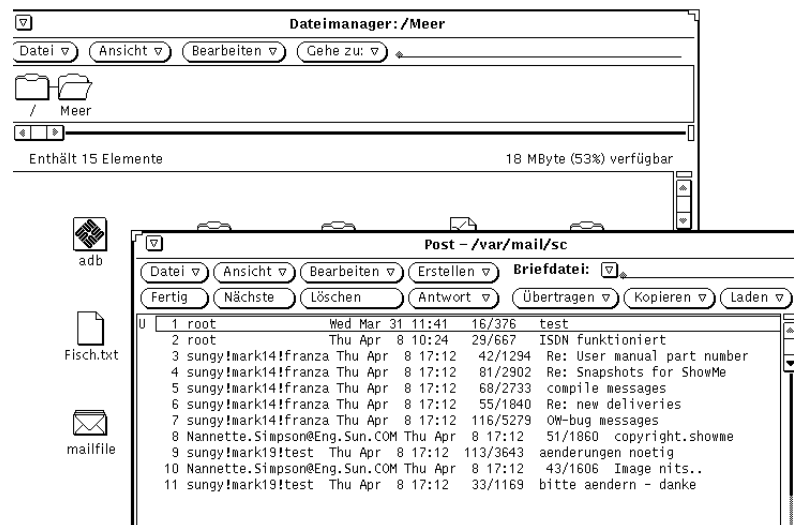 Dateimanager:/Meer
Datei Ansicht Bearbeiten Gehe zu:
/ Meer
Enthält 15 Elemente 18 MByte (53%) verfügbar
adb
Fisch.txt
mailfile
Post – /var/mail/sc
Datei Ansicht Bearbeiten Erstellen Briefdatei:
Fertig Nächste Löschen Antwort Übertragen Kopieren Laden
U 1 root Wed Mar 31 11:41 16/376 test
2 root Thu Apr 8 10:24 29/667 ISDN funktioniert
3 sungy!mark14!franza Thu Apr 8 17:12 42/1294 Re: User manual part number
4 sungy!mark14!franza Thu Apr 8 17:12 81/2902 Re: Snapshots for ShowMe
5 sungy!mark14!franza Thu Apr 8 17:12 68/2733 compile messages
6 sungy!mark14!franza Thu Apr 8 17:12 55/1840 Re: new deliveries
7 sungy!mark14!franza Thu Apr 8 17:12 116/5279 OW-bug messages
8 Nannette.Simpson@Eng.Sun.COM Thu Apr 8 17:12 51/1860 copyright.showme
9 sungy!mark19!test Thu Apr 8 17:12 113/3643 aenderungen noetig
10 Nannette.Simpson@Eng.Sun.COM Thu Apr 8 17:12 43/1606 Image nits..
11 sungy!mark19!test Thu Apr 8 17:12 33/1169 bitte aendern - danke